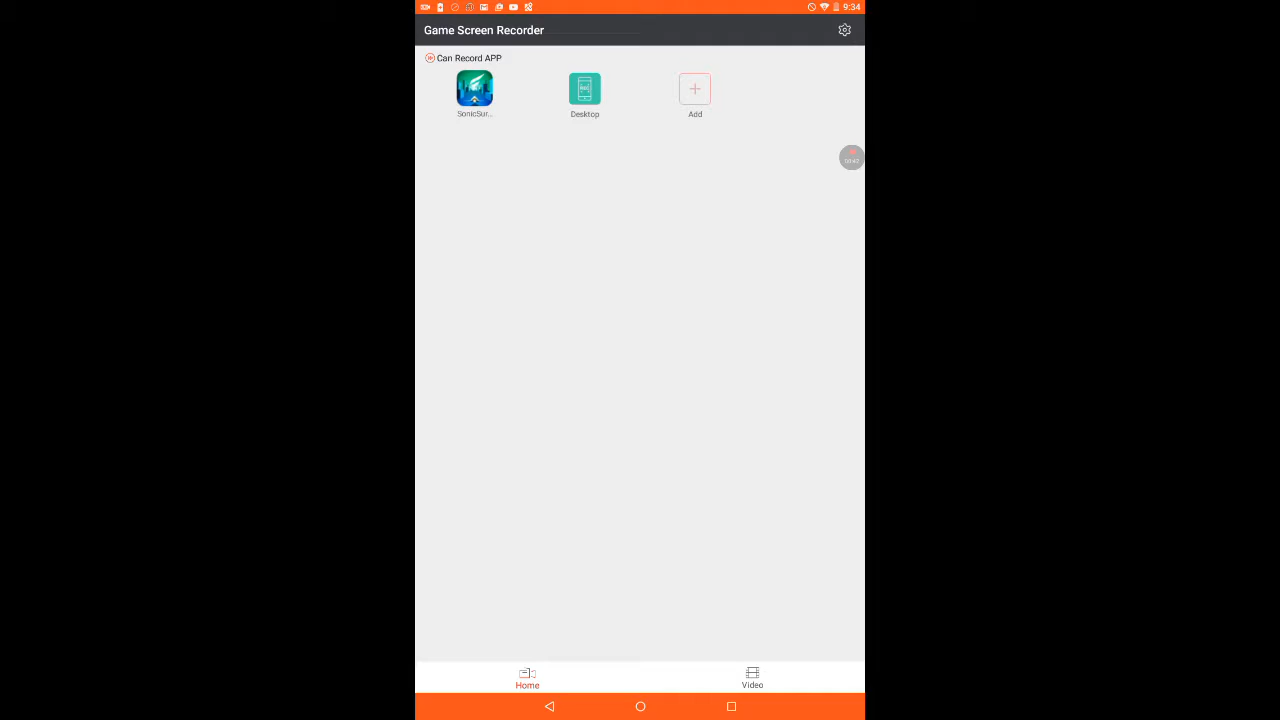 9:34
Game Screen Recorder
Can Record APP
SonicSur...
Desktop
Add
Home
Video